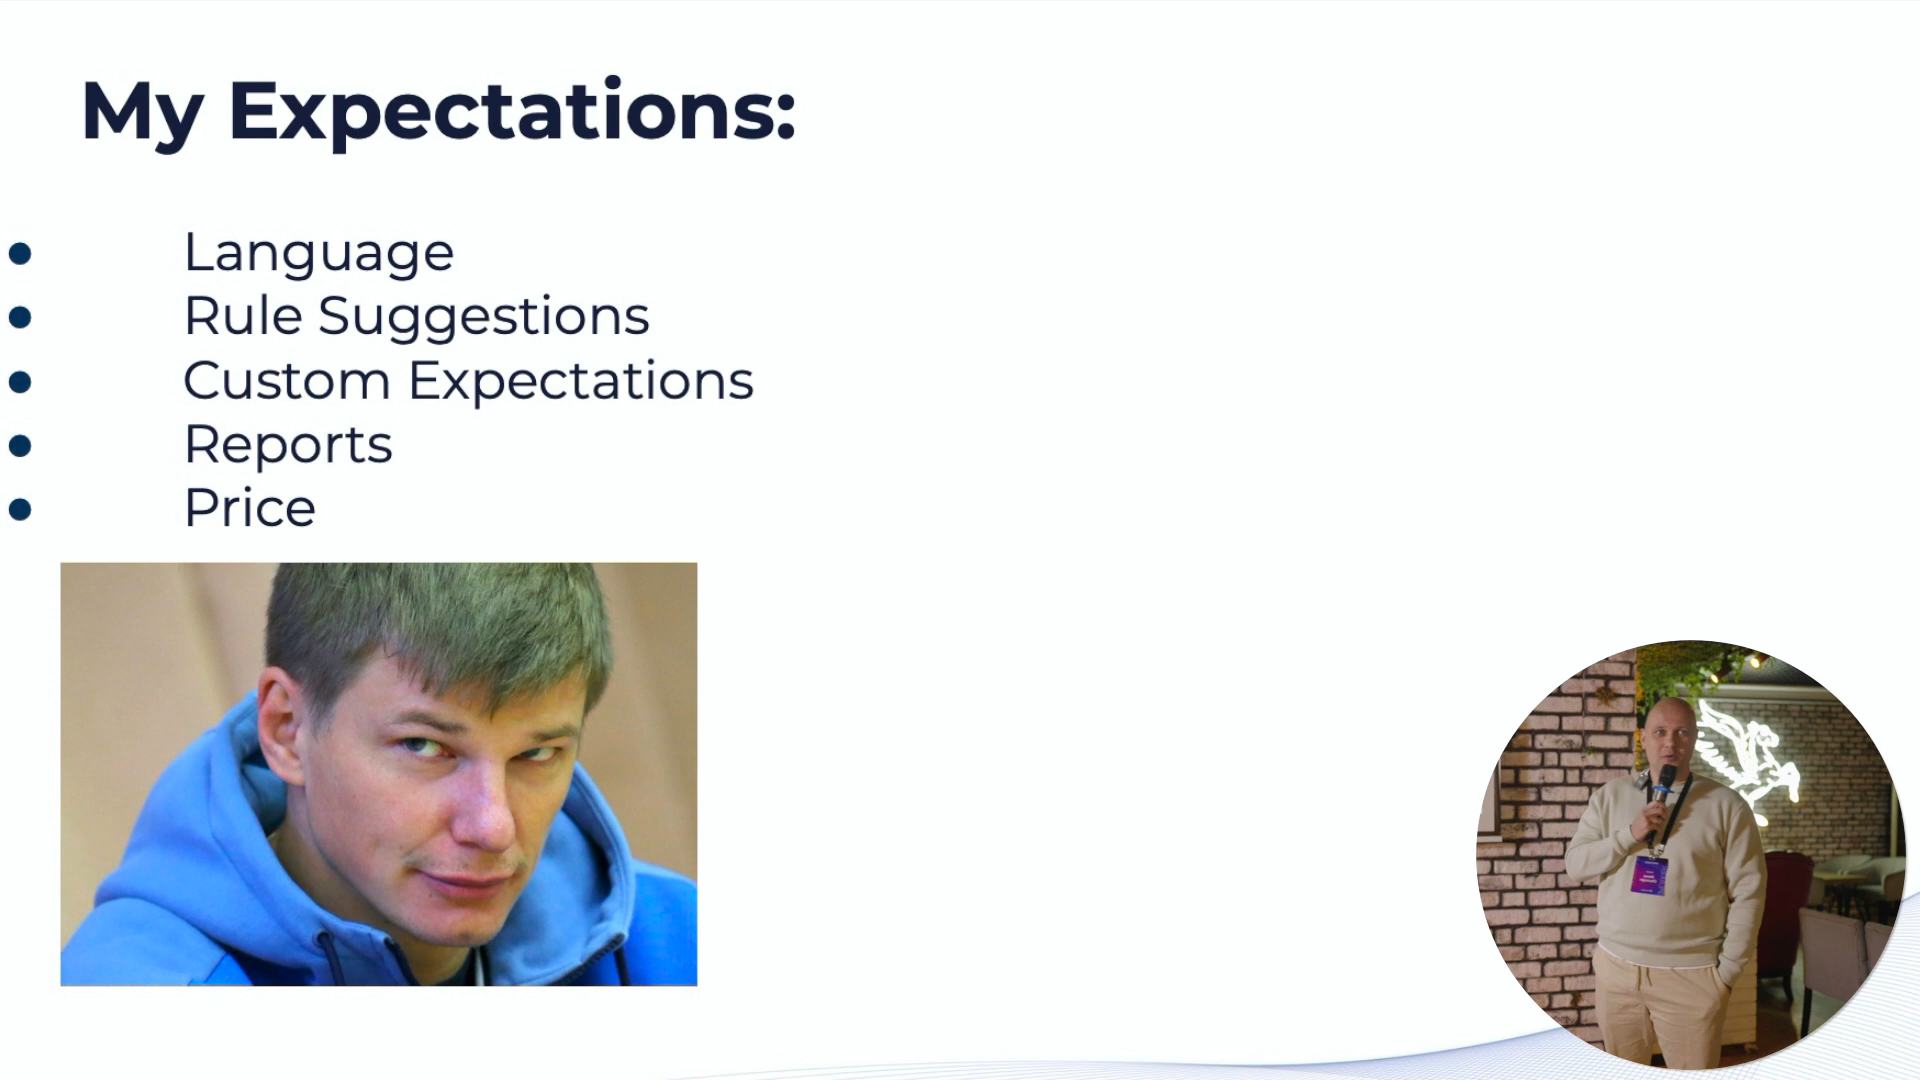 My Expectations:
Language
Rule Suggestions
Custom Expectations
Reports
Price